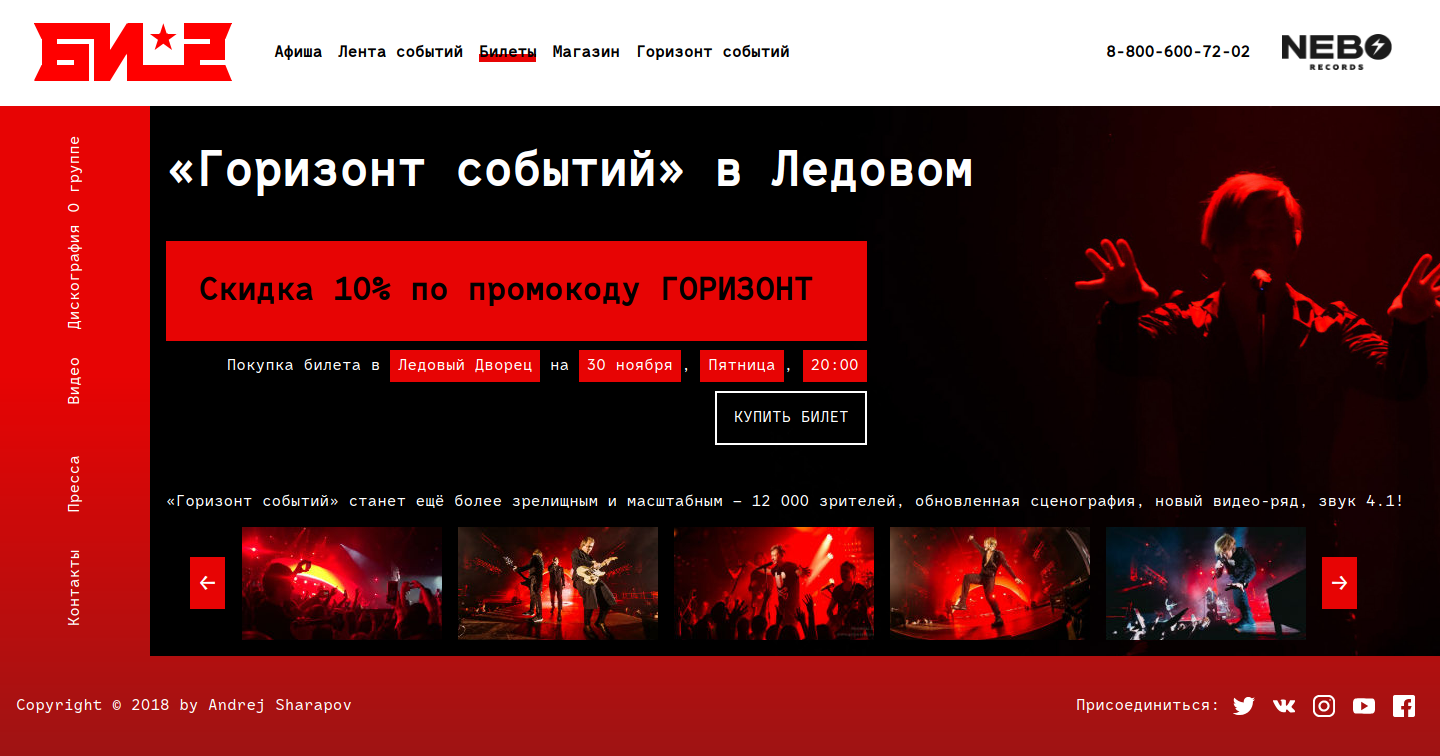 БИ★2
Афиша Лента событий Билеты Магазин Горизонт событий
8-800-600-72-02
NEBO
RECORDS
О группе
Дискография
Видео
Пресса
Контакты
«Горизонт событий» в Ледовом
Скидка 10% по промокоду ГОРИЗОНТ
Покупка билета в Ледовый Дворец на 30 ноября, Пятница, 20:00
КУПИТЬ БИЛЕТ
«Горизонт событий» станет ещё более зрелищным и масштабным – 12 000 зрителей, обновленная сценография, новый видео-ряд, звук 4.1!
Copyright © 2018 by Andrej Sharapov
Присоединиться: